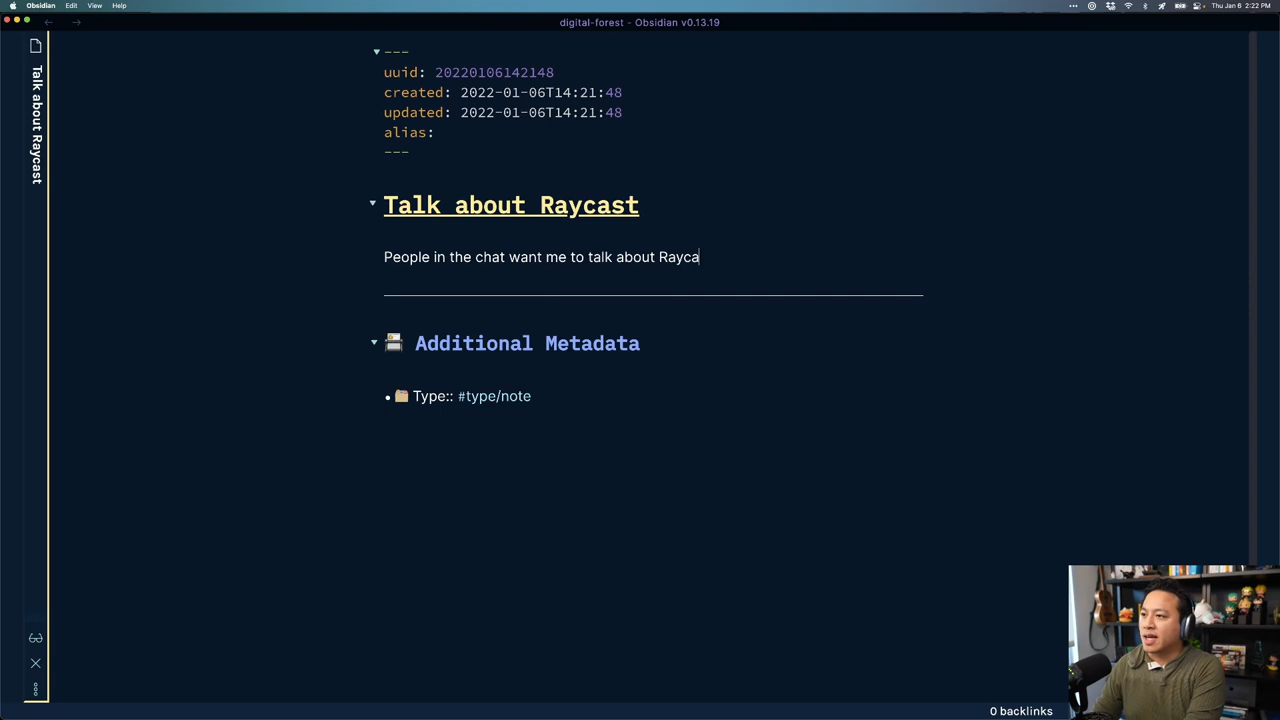 Obsidian Edit View Help
Thu Jan 6 2:22 PM
digital-forest - Obsidian v0.13.19
Talk about Raycast
---
uuid: 20220106142148
created: 2022-01-06T14:21:48
updated: 2022-01-06T14:21:48
alias:
---
Talk about Raycast
People in the chat want me to talk about Rayca
Additional Metadata
Type:: #type/note
0 backlinks